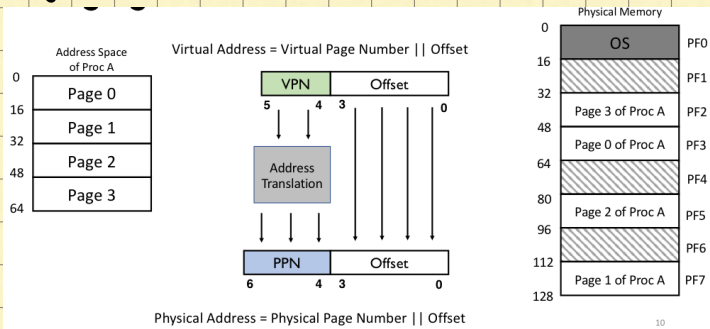 Address Space
of Proc A
0
Page 0
16
Page 1
32
Page 2
48
Page 3
64
Virtual Address = Virtual Page Number || Offset
VPN Offset
5 4 3 0
Address
Translation
PPN Offset
6 4 3 0
Physical Address = Physical Page Number || Offset
Physical Memory
0
OS PF0
16
PF1
32
Page 3 of Proc A PF2
48
Page 0 of Proc A PF3
64
PF4
80
Page 2 of Proc A PF5
96
PF6
112
Page 1 of Proc A PF7
128
10